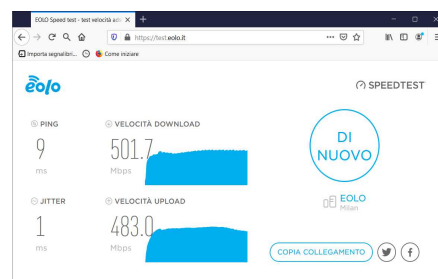 EOLO Speed test - test velocità ads
https://test.eolo.it
Importa segnalibri...
Come iniziare
eolo
SPEEDTEST
PING
9
ms
VELOCITÀ DOWNLOAD
501.7
Mbps
DI
NUOVO
JITTER
1
ms
VELOCITÀ UPLOAD
483.0
Mbps
EOLO
Milan
COPIA COLLEGAMENTO